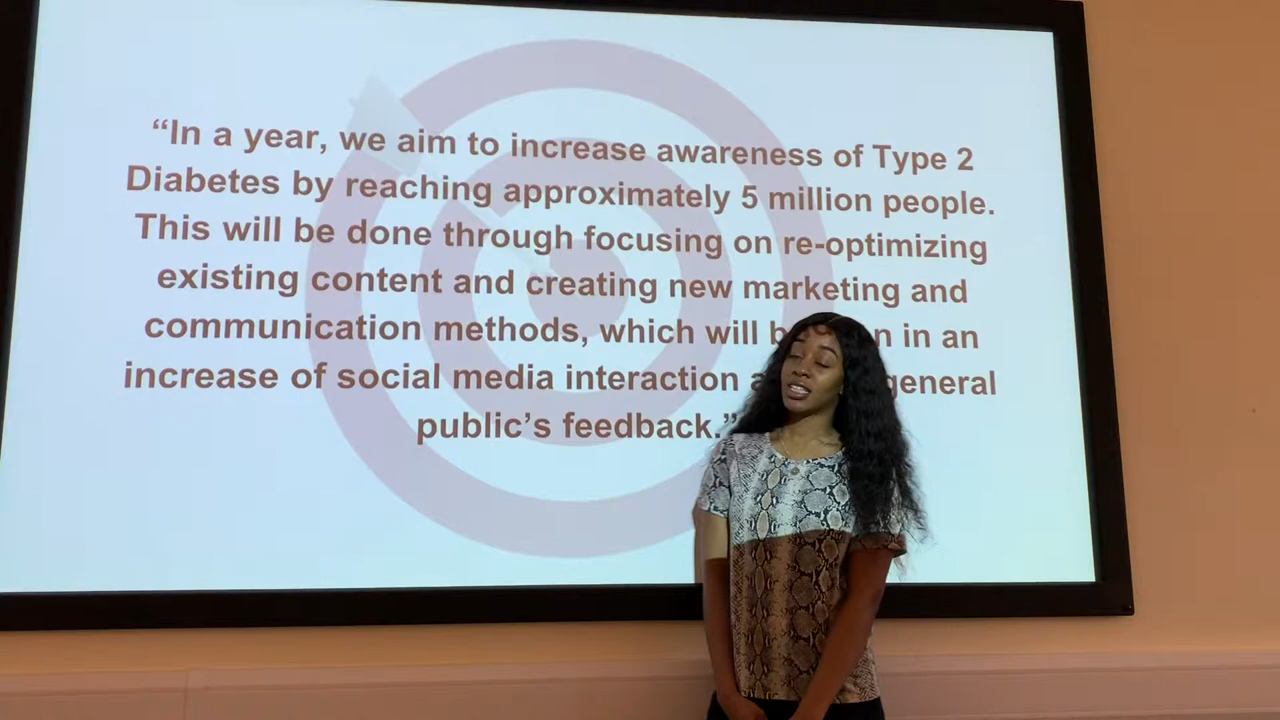 “In a year, we aim to increase awareness of Type 2
Diabetes by reaching approximately 5 million people.
This will be done through focusing on re-optimizing
existing content and creating new marketing and
communication methods, which will in an
increase of social media interaction general
public’s feedback.”